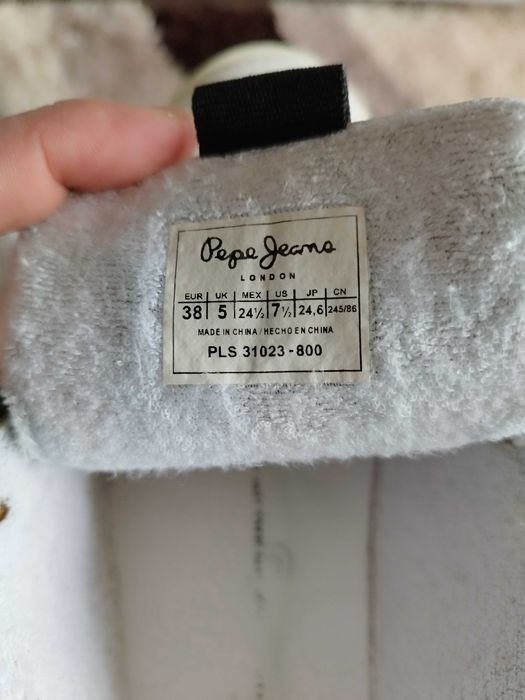 Pepe Jeans
LONDON
EUR UK MEX US JP CN
38 5 24½ 7½ 24,6 245/86
MADE IN CHINA / HECHO EN CHINA
PLS 31023-800